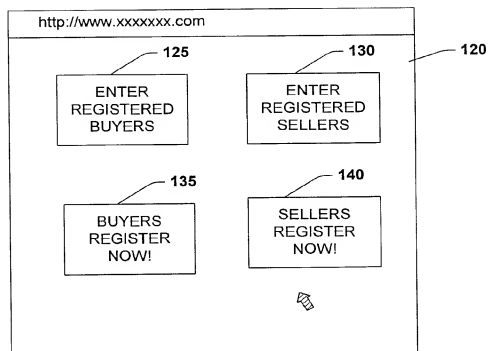 http://www.xxxxxxx.com
120
125
130
ENTER
REGISTERED
BUYERS
ENTER
REGISTERED
SELLERS
135
140
BUYERS
REGISTER
NOW!
SELLERS
REGISTER
NOW!